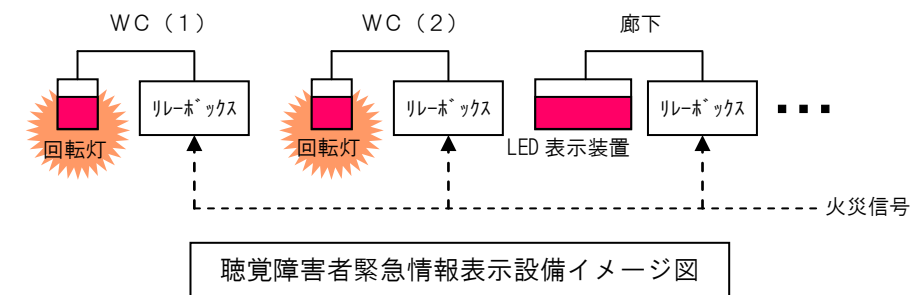 WC（1） WC（2） 廊下
ﾘﾚｰﾎﾞｯｸｽ ﾘﾚｰﾎﾞｯｸｽ ﾘﾚｰﾎﾞｯｸｽ ・・・
回転灯 回転灯 LED 表示装置
火災信号
聴覚障害者緊急情報表示設備イメージ図